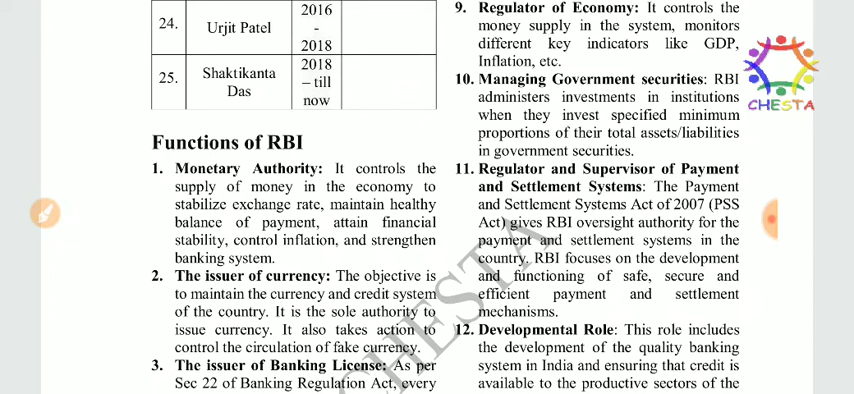 24.
Urjit Patel
2016
-
2018
25.
Shaktikanta
Das
2018
– till
now
Functions of RBI
1. Monetary Authority: It controls the
supply of money in the economy to
stabilize exchange rate, maintain healthy
balance of payment, attain financial
stability, control inflation, and strengthen
banking system.
2. The issuer of currency: The objective is
to maintain the currency and credit system
of the country. It is the sole authority to
issue currency. It also takes action to
control the circulation of fake currency.
3. The issuer of Banking License: As per
Sec 22 of Banking Regulation Act, every
9. Regulator of Economy: It controls the
money supply in the system, monitors
different key indicators like GDP,
Inflation, etc.
10. Managing Government securities: RBI
administers investments in institutions
when they invest specified minimum
proportions of their total assets/liabilities
in government securities.
11. Regulator and Supervisor of Payment
and Settlement Systems: The Payment
and Settlement Systems Act of 2007 (PSS
Act) gives RBI oversight authority for the
payment and settlement systems in the
country. RBI focuses on the development
and functioning of safe, secure and
efficient payment and settlement
mechanisms.
12. Developmental Role: This role includes
the development of the quality banking
system in India and ensuring that credit is
available to the productive sectors of the
CHESTA
CHESTA